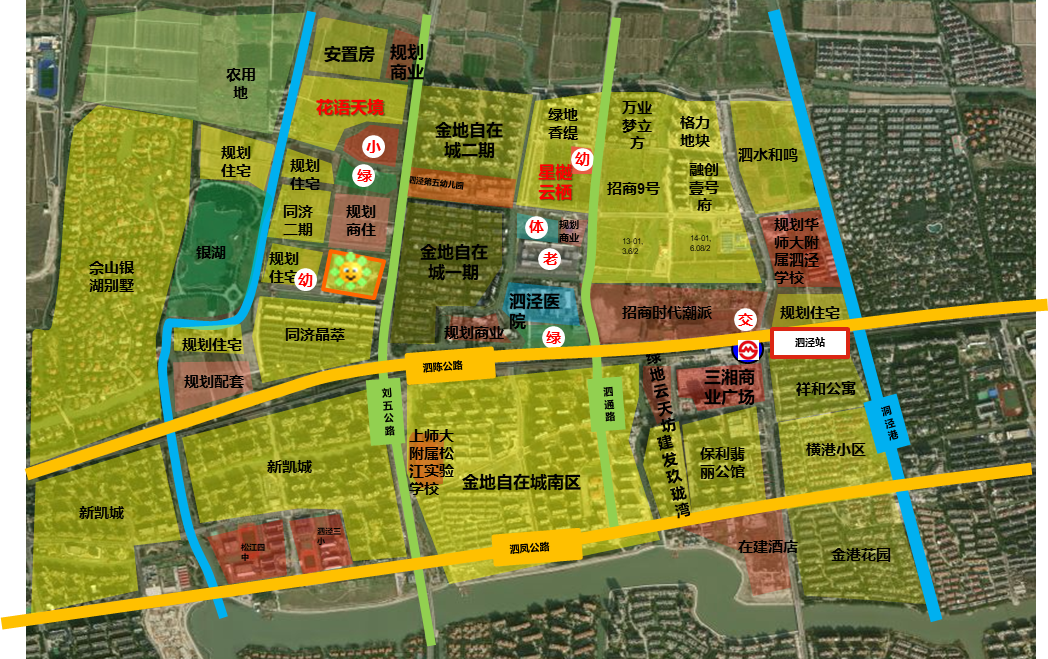 安置房
规划
商业
农用
地
花语天境
小
规划
住宅
规划
住宅
绿
金地自在
城二期
泗泾第五幼儿园
绿地
香缇
幼
星樾
云栖
万业
梦立
方
格力
地块
泗水和鸣
招商9号
融创
壹号
府
同济
二期
规划
商住
银湖
佘山银
湖别墅
规划
住宅
幼
金地自在
城一期
体
规划
商业
老
13-01,
3.6/2
14-01,
6.08/2
规划华
师大附
属泗泾
学校
泗泾医
院
招商时代潮派
交
规划住宅
规划住宅
同济晶萃
规划商业
绿
泗泾站
泗陈公路
规划配套
刘
五
公
路
泗
通
路
绿
地
云
天
坊
建
发
玖
珑
湾
三湘商
业广场
祥和公寓
洞
泾
港
上师大
附属松
江实验
学校
新凯城
金地自在城南区
保利翡
丽公馆
横港小区
新凯城
松江四
中
泗泾三
小
泗凤公路
在建酒店
金港花园